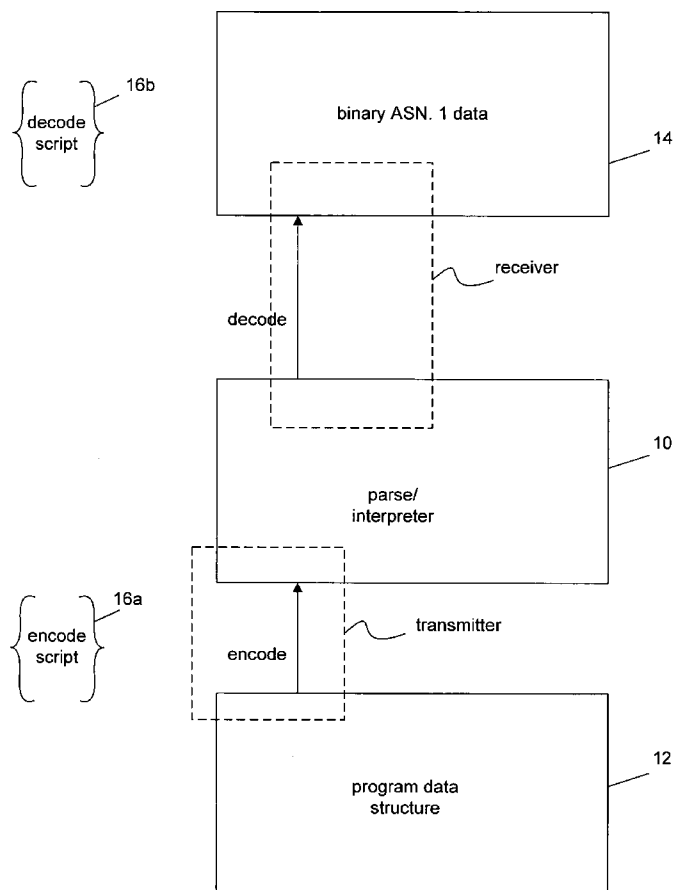 16b
decode
script
binary ASN. 1 data
14
receiver
decode
10
parse/
interpreter
16a
encode
script
transmitter
encode
12
program data
structure